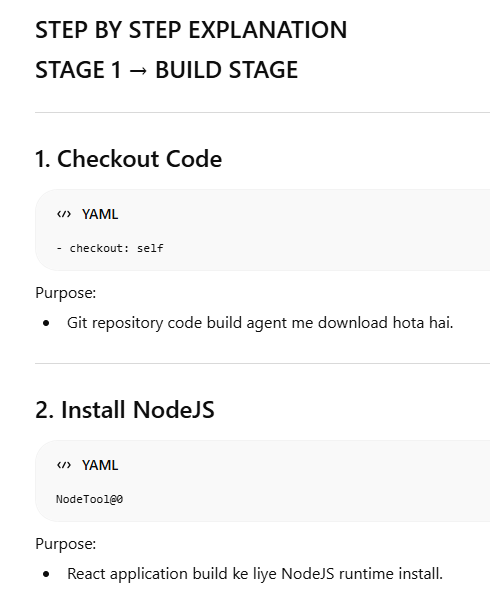 STEP BY STEP EXPLANATION
STAGE 1 → BUILD STAGE
1. Checkout Code
</> YAML
- checkout: self
Purpose:
• Git repository code build agent me download hota hai.
2. Install NodeJS
</> YAML
NodeTool@0
Purpose:
• React application build ke liye NodeJS runtime install.